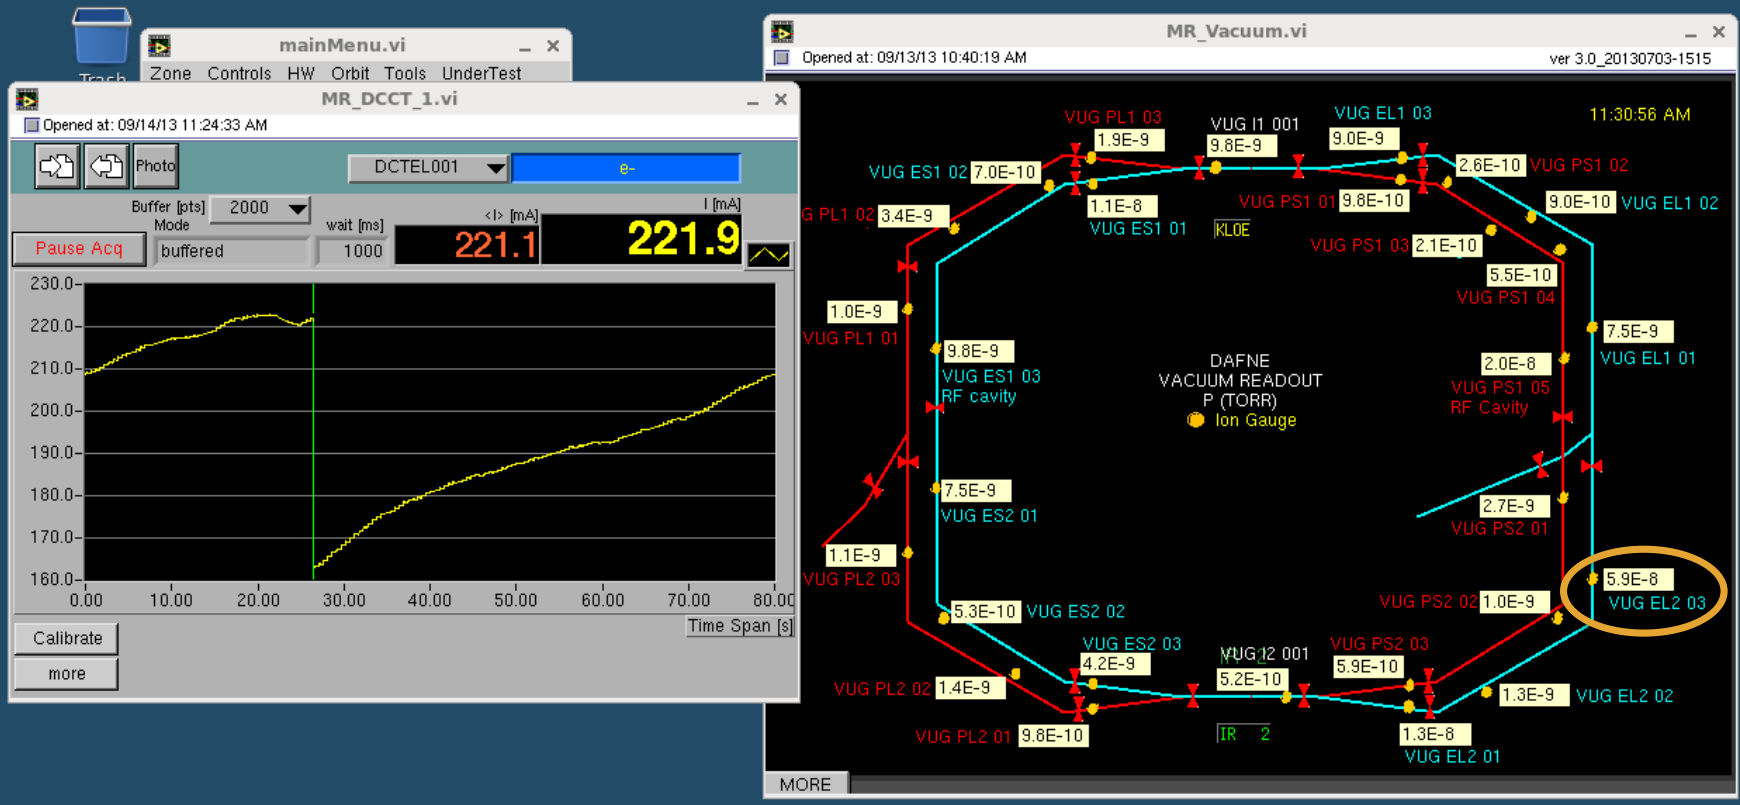 Trash
mainMenu.vi
Zone Controls HW Orbit Tools UnderTest
MR_DCCT_1.vi
Opened at: 09/14/13 11:24:33 AM
Photo
DCTEL001
e-
Buffer [pts] 2000
Mode
buffered
wait [ms]
1000
<I> [mA]
221.1
I [mA]
221.9
Pause Acq
230.0
220.0
210.0
200.0
190.0
180.0
170.0
160.0
0.00 10.00 20.00 30.00 40.00 50.00 60.00 70.00 80.00
Time Span [s]
Calibrate
more
MR_Vacuum.vi
Opened at: 09/13/13 10:40:19 AM
ver 3.0_20130703-1515
11:30:56 AM
VUG PL1 03
1.9E-9
VUG I1 001
9.8E-9
VUG EL1 03
9.0E-9
VUG ES1 02 7.0E-10
2.6E-10 VUG PS1 02
1.1E-8
VUG ES1 01
VUG PS1 01 9.8E-10
9.0E-10 VUG EL1 02
G PL1 02 3.4E-9
KLOE
VUG PS1 03 2.1E-10
5.5E-10
VUG PS1 04
1.0E-9
VUG PL1 01
7.5E-9
VUG EL1 01
9.8E-9
VUG ES1 03
RF cavity
DAFNE
VACUUM READOUT
P (TORR)
Ion Gauge
2.0E-8
VUG PS1 05
RF Cavity
7.5E-9
VUG ES2 01
2.7E-9
VUG PS2 01
1.1E-9
VUG PL2 03
5.9E-8
VUG EL2 03
VUG PS2 02 1.0E-9
5.3E-10 VUG ES2 02
VUG ES2 03
4.2E-9
VUG I2 001
5.2E-10
VUG PS2 03
5.9E-10
VUG PL2 02 1.4E-9
1.3E-9 VUG EL2 02
VUG PL2 01 9.8E-10
IR 2
1.3E-8
VUG EL2 01
MORE